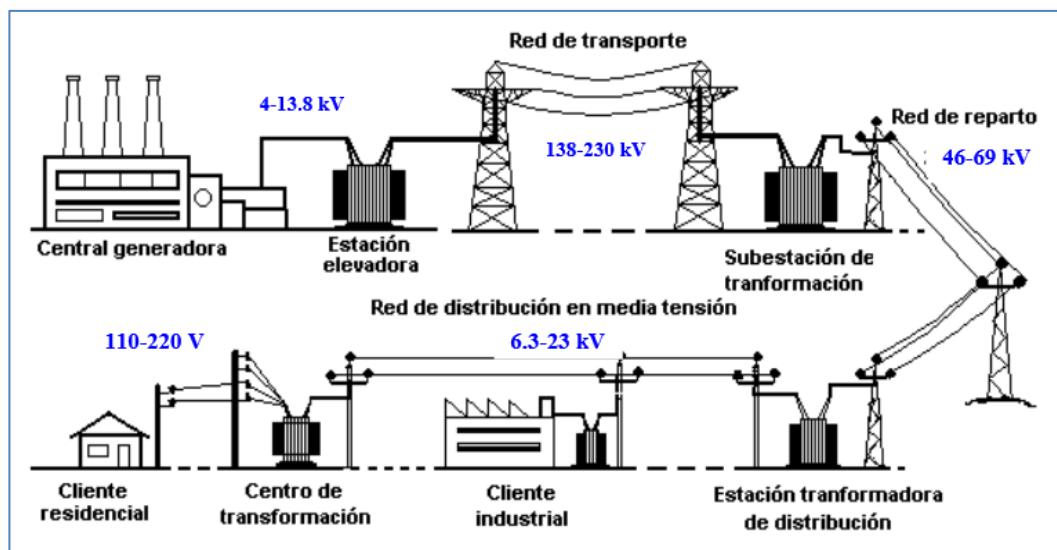 Red de transporte
4-13.8 kV
138-230 kV
Red de reparto
46-69 kV
Central generadora
Estación
elevadora
Subestación de
tranformación
Red de distribución en media tensión
110-220 V
6.3-23 kV
Cliente
residencial
Centro de
transformación
Cliente
industrial
Estación tranformadora
de distribución